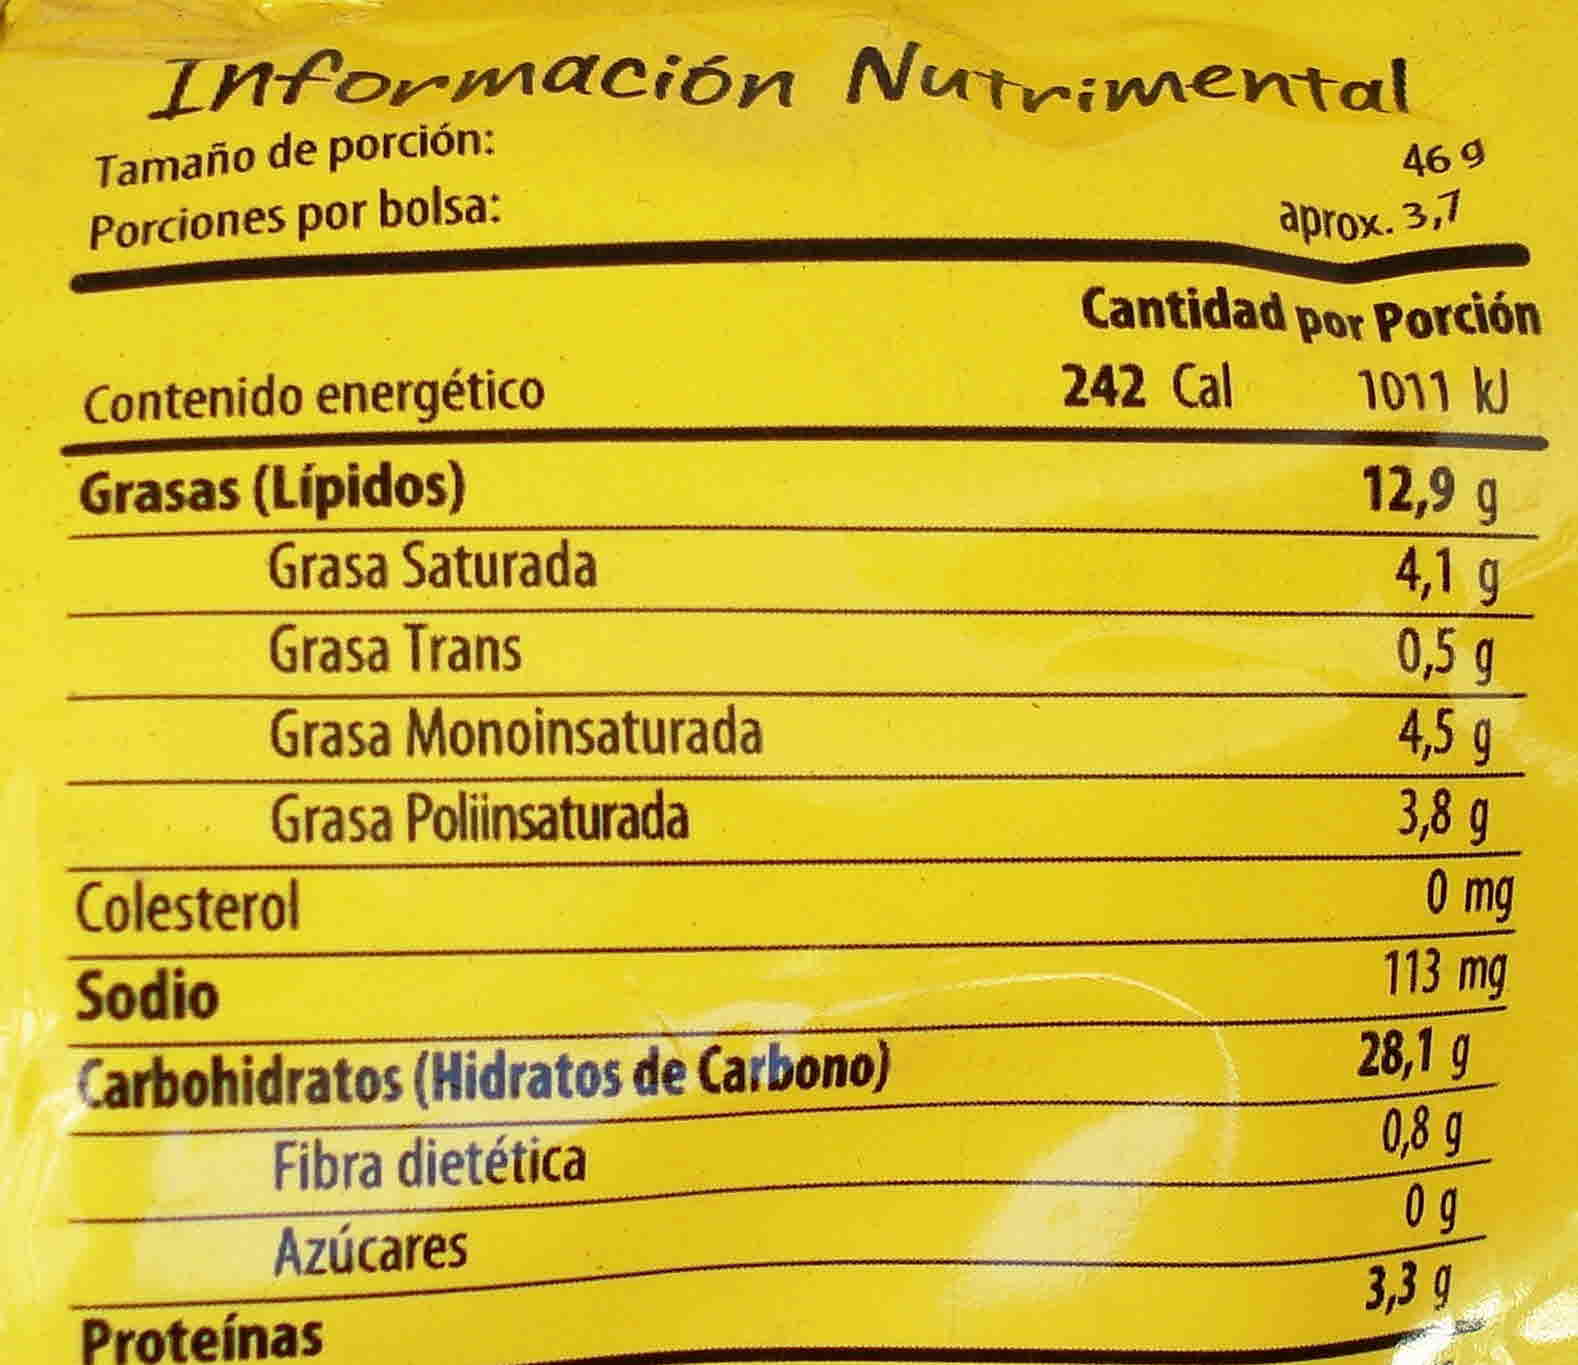 Información Nutrimental
Tamaño de porción: 46 g
Porciones por bolsa: aprox. 3,7
Cantidad por Porción
Contenido energético 242 Cal 1011 kJ
Grasas (Lípidos) 12,9 g
Grasa Saturada 4,1 g
Grasa Trans 0,5 g
Grasa Monoinsaturada 4,5 g
Grasa Poliinsaturada 3,8 g
Colesterol 0 mg
Sodio 113 mg
Carbohidratos (Hidratos de Carbono) 28,1 g
Fibra dietética 0,8 g
Azúcares 0 g
Proteínas 3,3 g